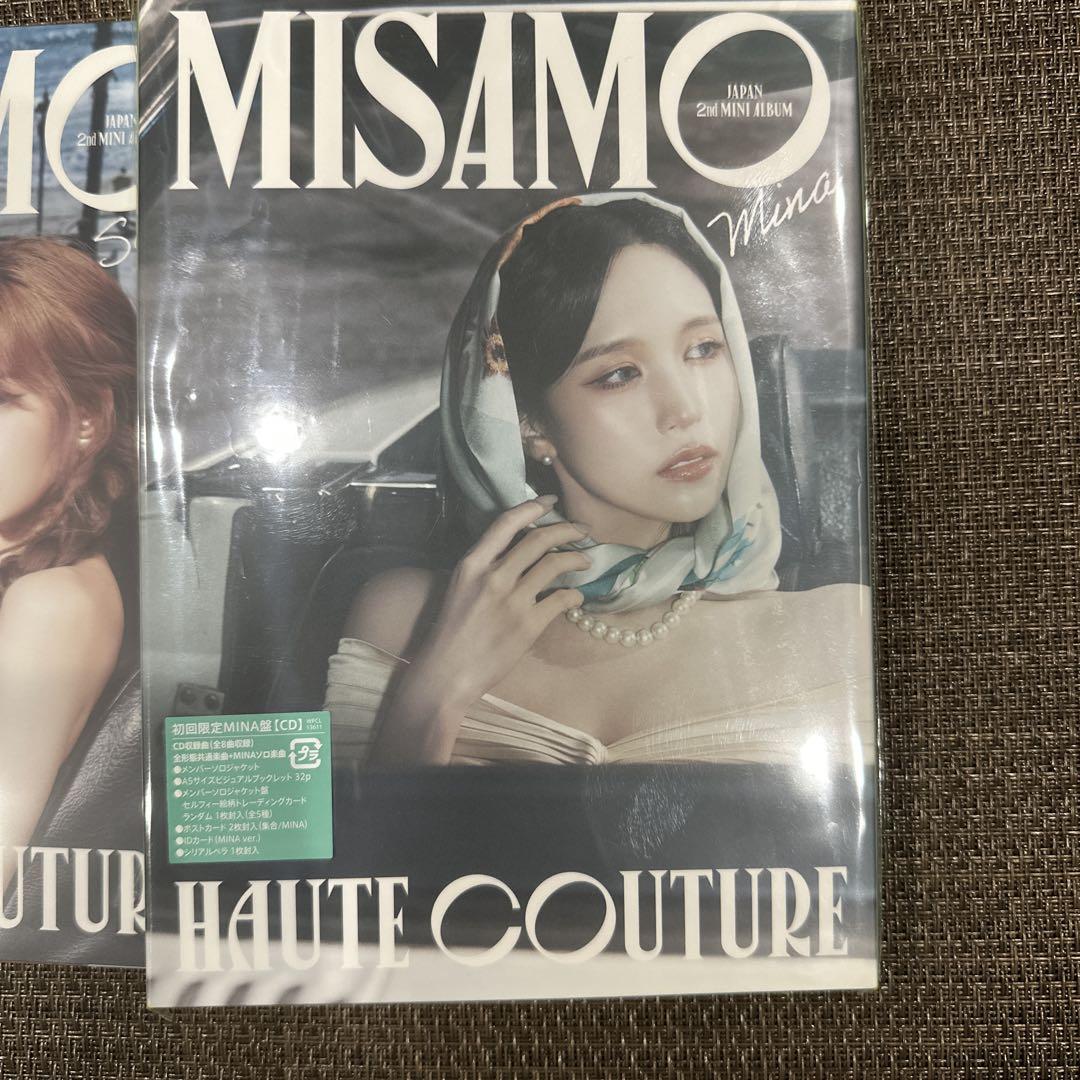 MO
JAPAN
2nd MINI A
S
UTUR
MISAMO
JAPAN
2nd MINI ALBUM
Mina
初回限定MINA盤【CD】 WPCL
13611
CD収録曲(全8曲収録)
全形態共通楽曲+MINAソロ楽曲
プラ
●メンバーソロジャケット
●A5サイズビジュアルブックレット 32p
●メンバーソロジャケット盤
セルフィー絵柄トレーディングカード
ランダム 1枚封入(全5種)
●ポストカード 2枚封入(集合/MINA)
●IDカード(MINA ver.)
●シリアルペラ 1枚封入
HAUTE COUTURE